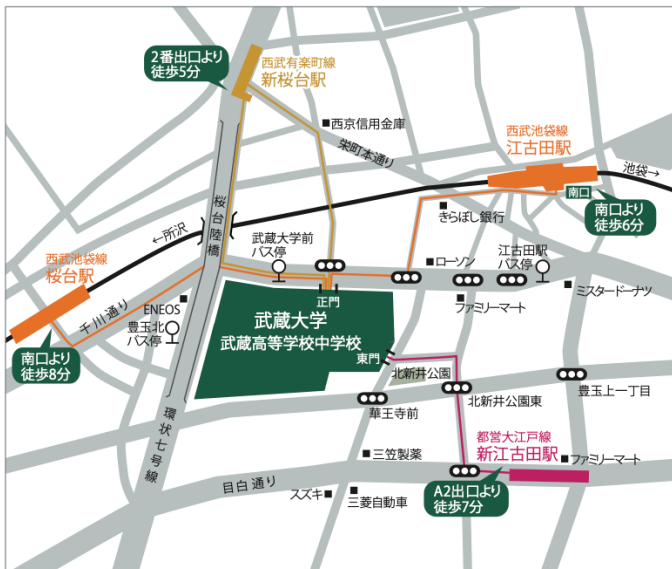 2番出口より
徒歩5分
西武有楽町線
新桜台駅
西京信用金庫
栄町本通り
西武池袋線
江古田駅
池袋→
南口
南口より
徒歩6分
きらぼし銀行
桜台陸橋
←所沢
武蔵大学前
バス停
ローソン
江古田駅
バス停
西武池袋線
桜台駅
千川通り
ENEOS
豊玉北
バス停
正門
ファミリーマート
ミスタードーナツ
武蔵大学
武蔵高等学校中学校
南口より
徒歩8分
東門
北新井公園
北新井公園東
豊玉上一丁目
華王寺前
環状七号線
都営大江戸線
新江古田駅
ファミリーマート
三笠製薬
目白通り
スズキ
三菱自動車
A2出口より
徒歩7分